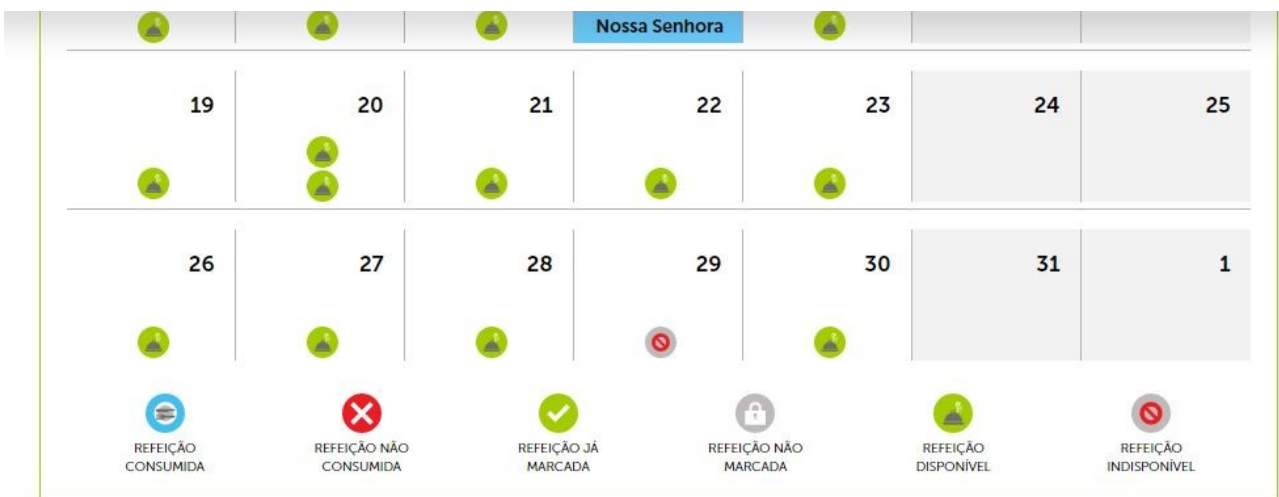 Nossa Senhora
19 20 21 22 23 24 25
26 27 28 29 30 31 1
REFEIÇÃO CONSUMIDA
REFEIÇÃO NÃO CONSUMIDA
REFEIÇÃO JÁ MARCADA
REFEIÇÃO NÃO MARCADA
REFEIÇÃO DISPONÍVEL
REFEIÇÃO INDISPONÍVEL